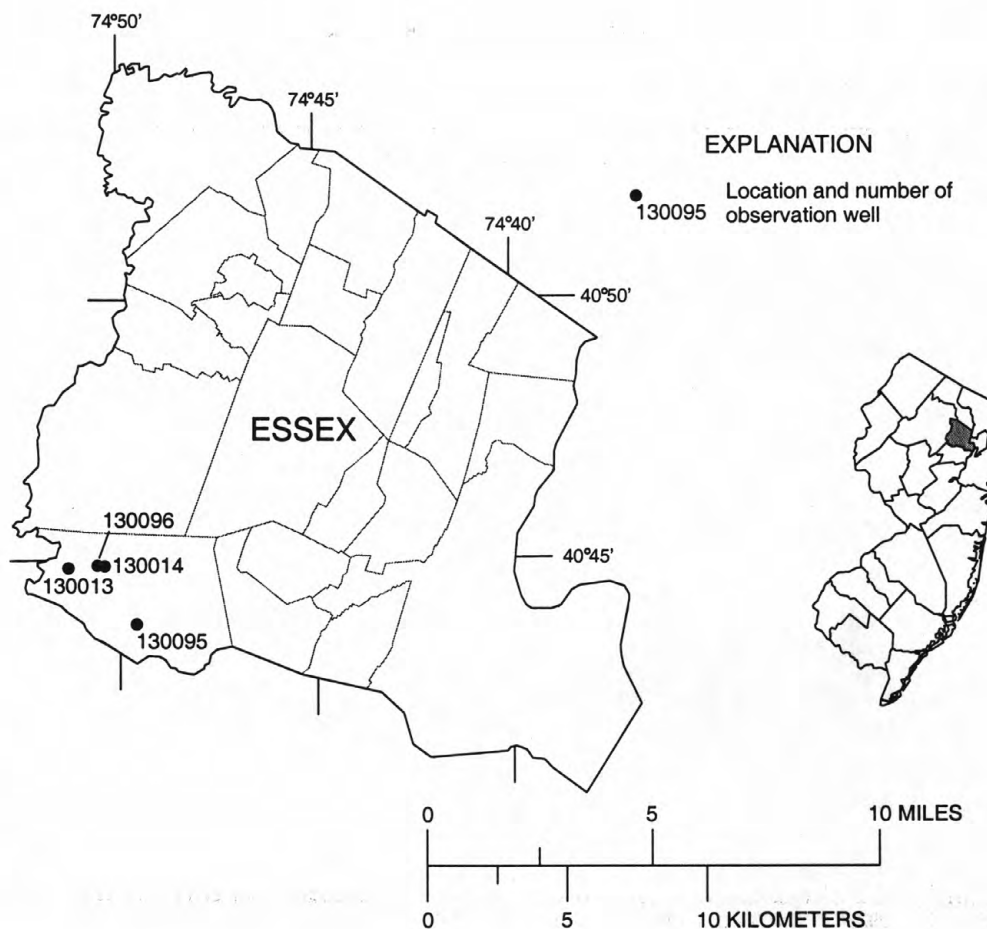 74°50'
74°45'
EXPLANATION
130095
Location and number of
observation well
74°40'
40°50'
ESSEX
130096
130014
130013
40°45'
130095
0 5 10 MILES
0 5 10 KILOMETERS